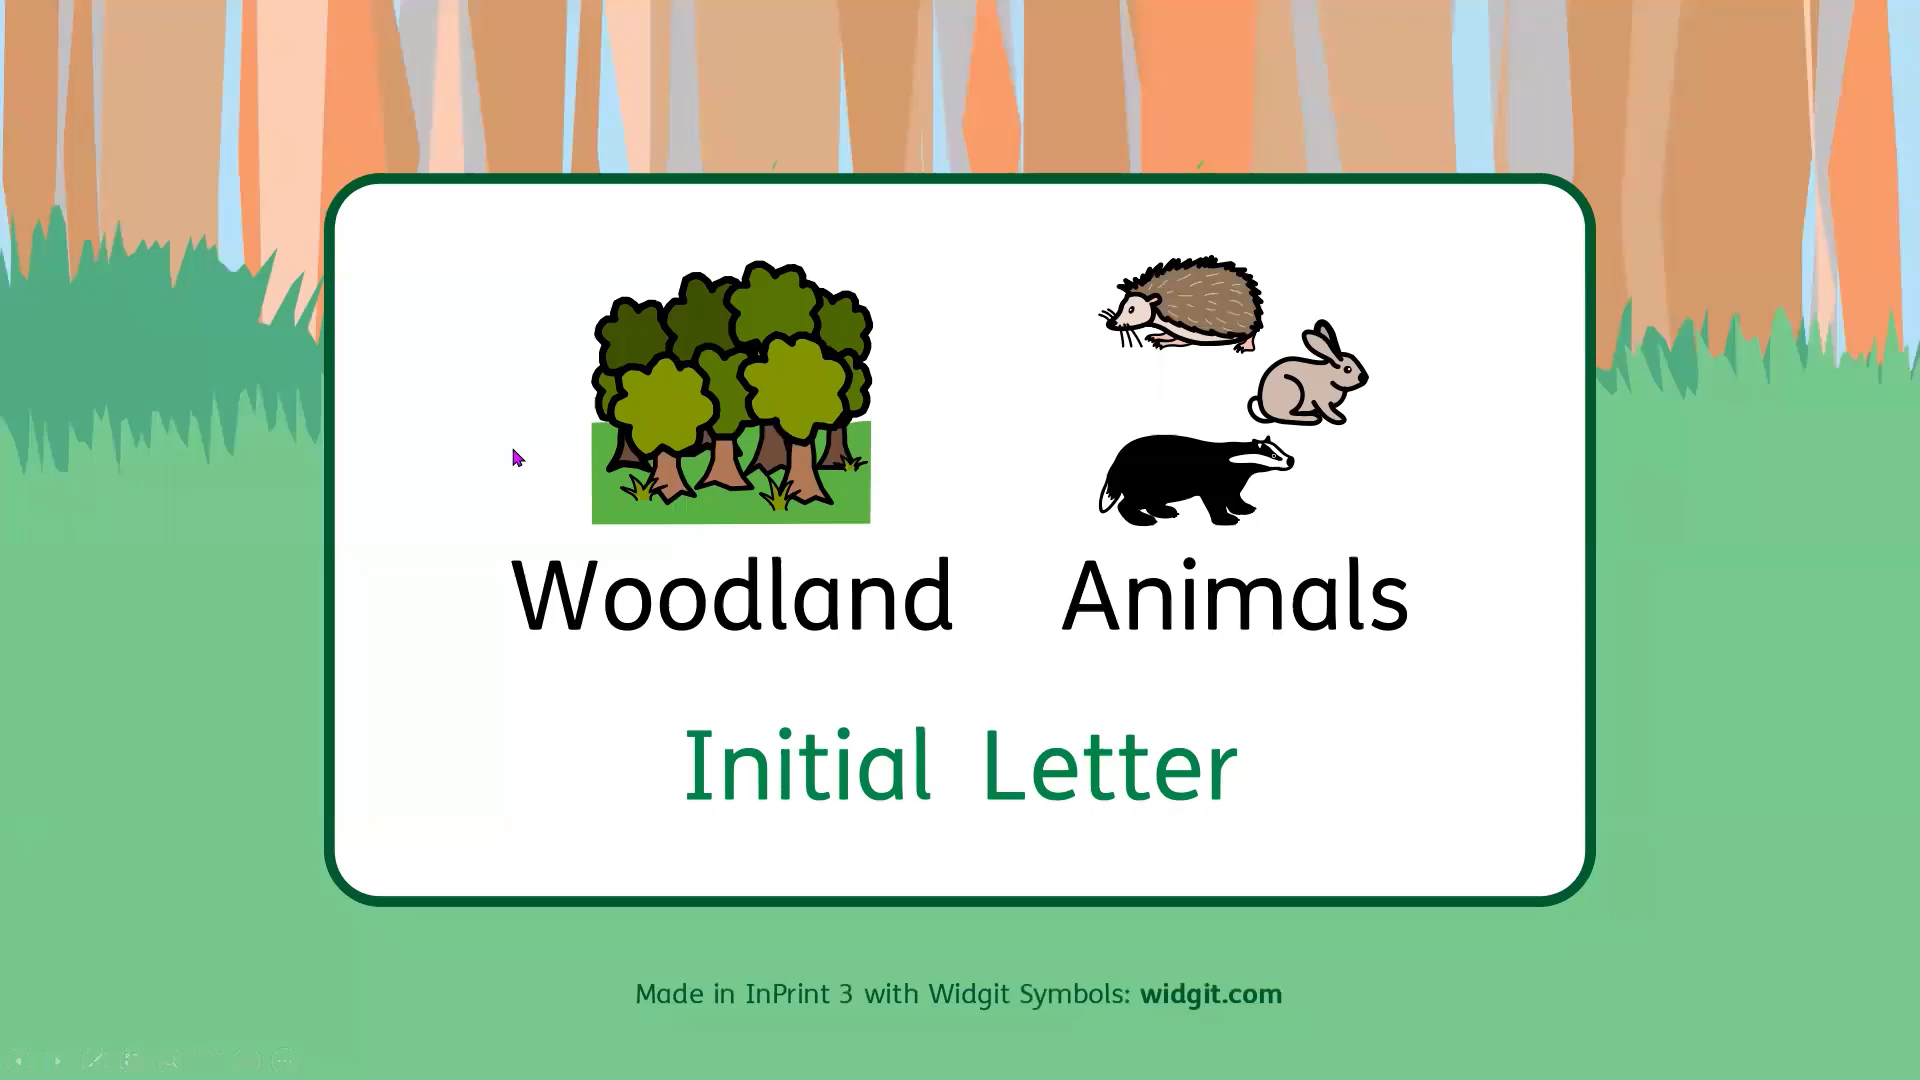 Woodland Animals
Initial Letter
Made in InPrint 3 with Widgit Symbols: widgit.com